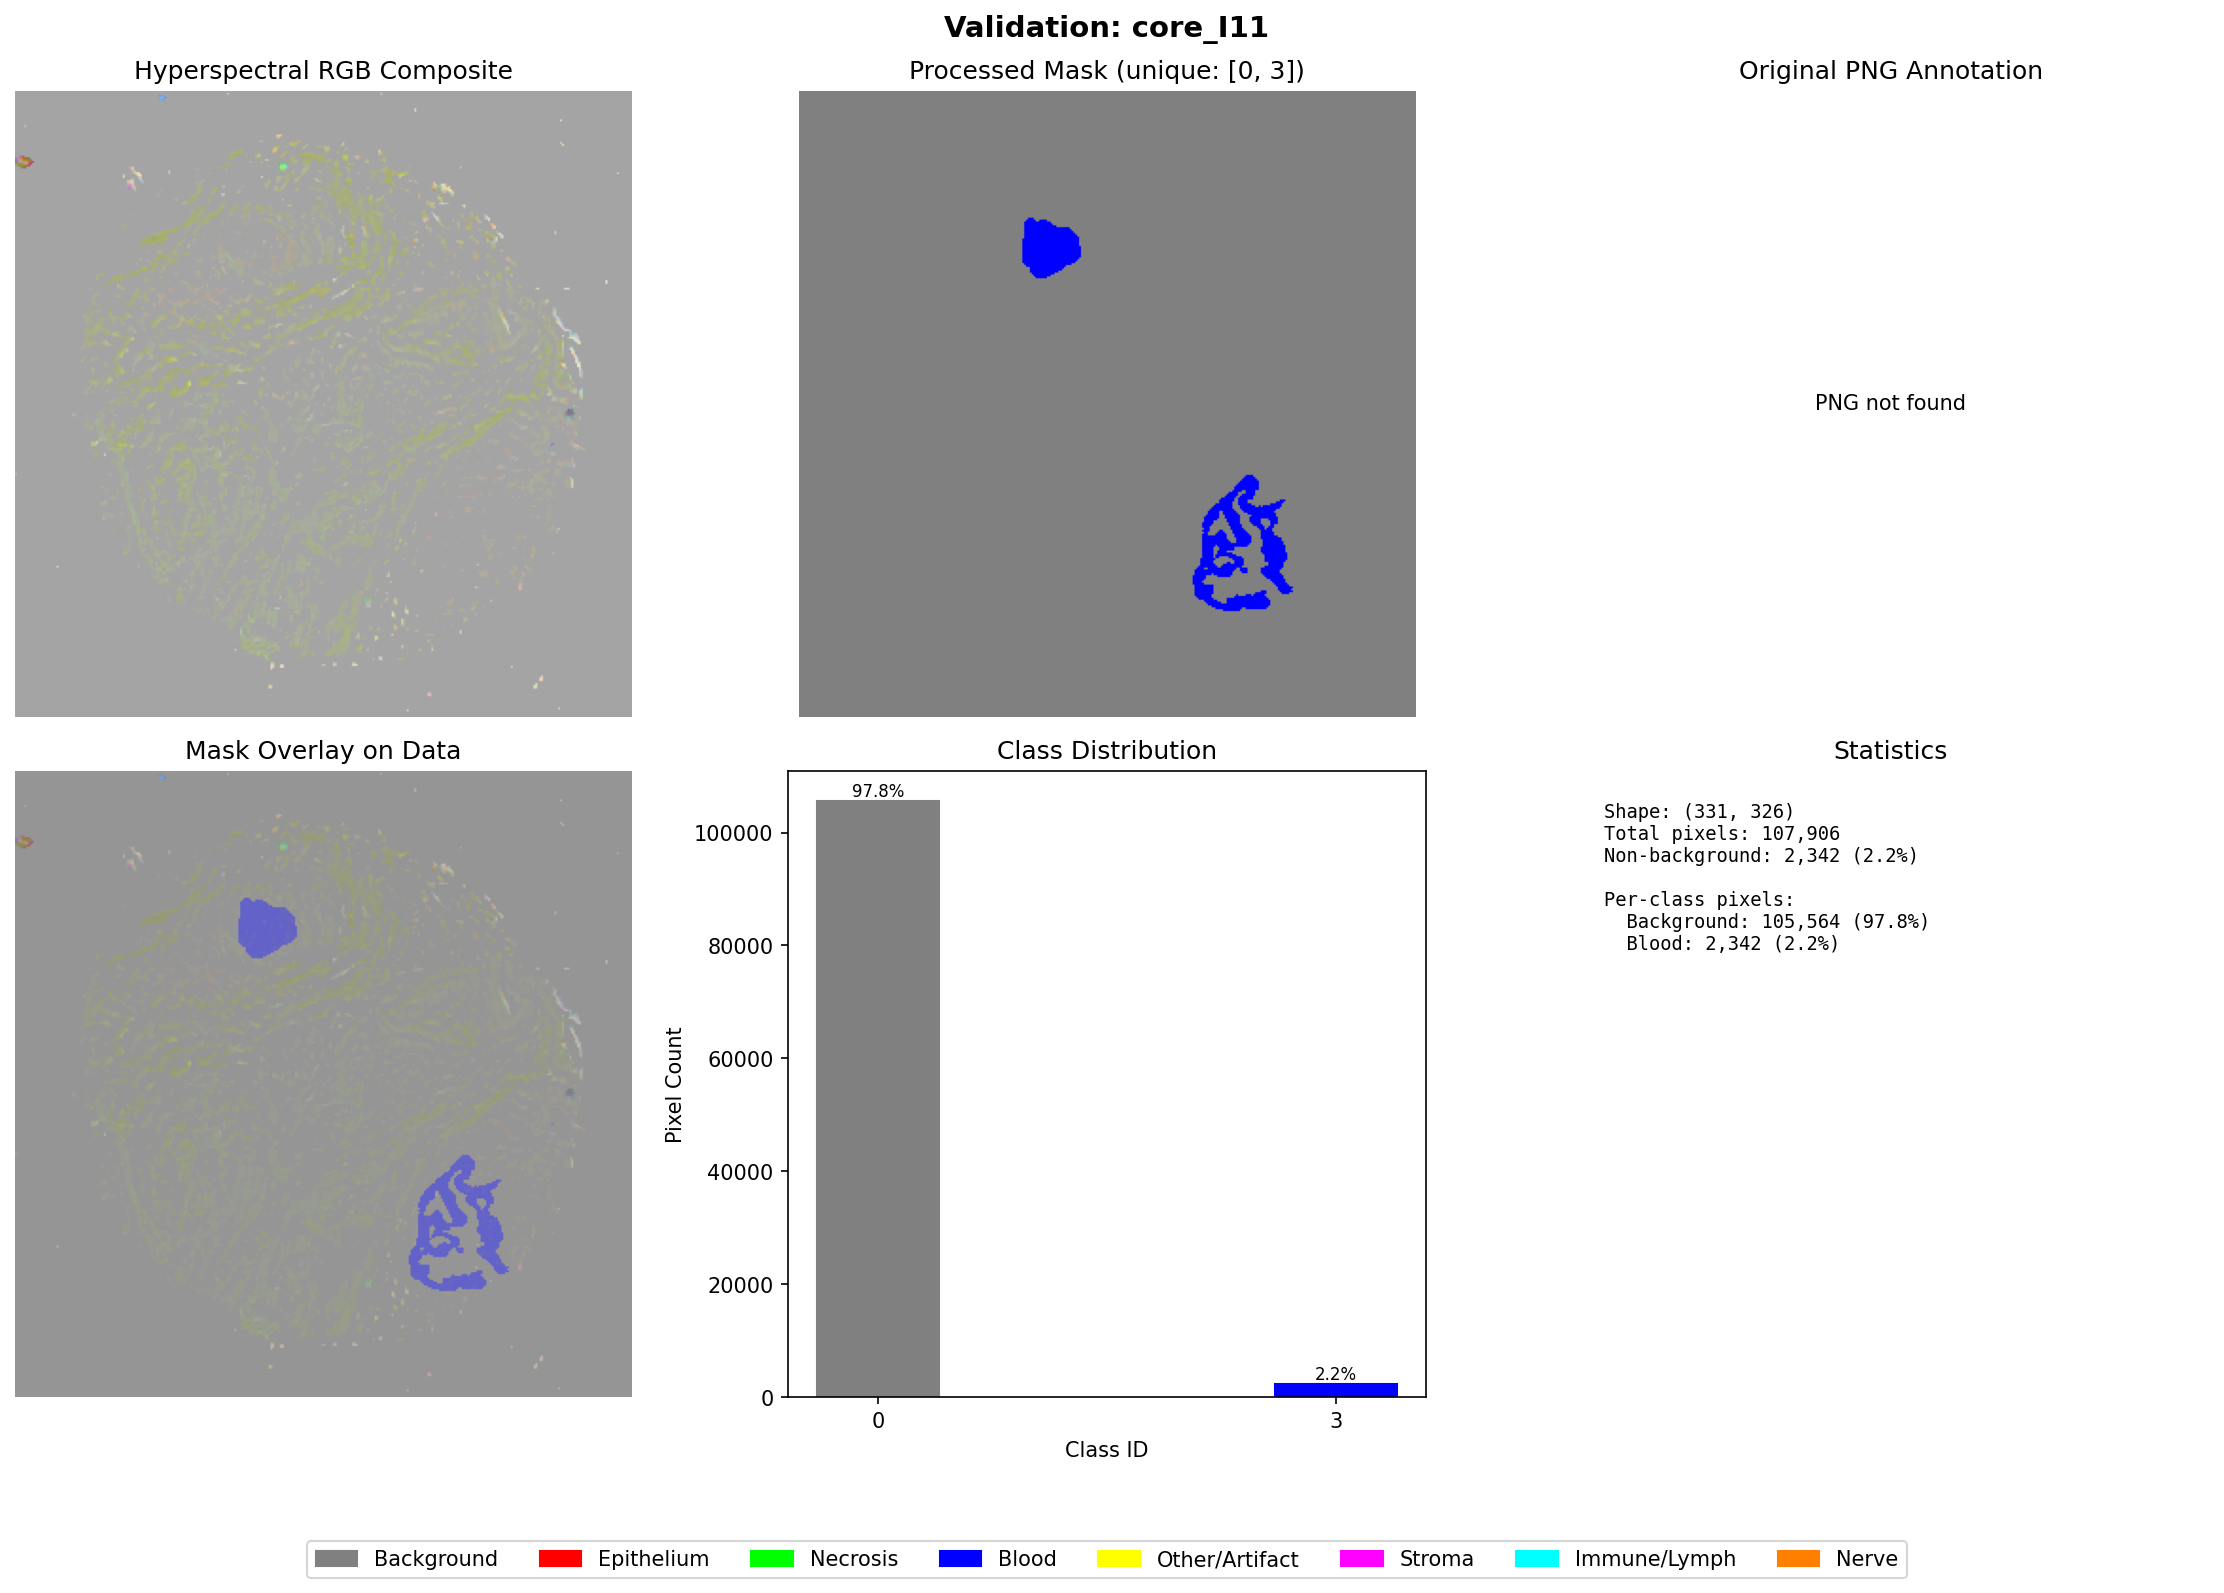 Validation: core_I11
Hyperspectral RGB Composite
Processed Mask (unique: [0, 3])
Original PNG Annotation
PNG not found
Mask Overlay on Data
Class Distribution
97.8%
2.2%
100000
80000
60000
40000
20000
0
Pixel Count
0
3
Class ID
Statistics
Shape: (331, 326)
Total pixels: 107,906
Non-background: 2,342 (2.2%)
Per-class pixels:
Background: 105,564 (97.8%)
Blood: 2,342 (2.2%)
Background
Epithelium
Necrosis
Blood
Other/Artifact
Stroma
Immune/Lymph
Nerve